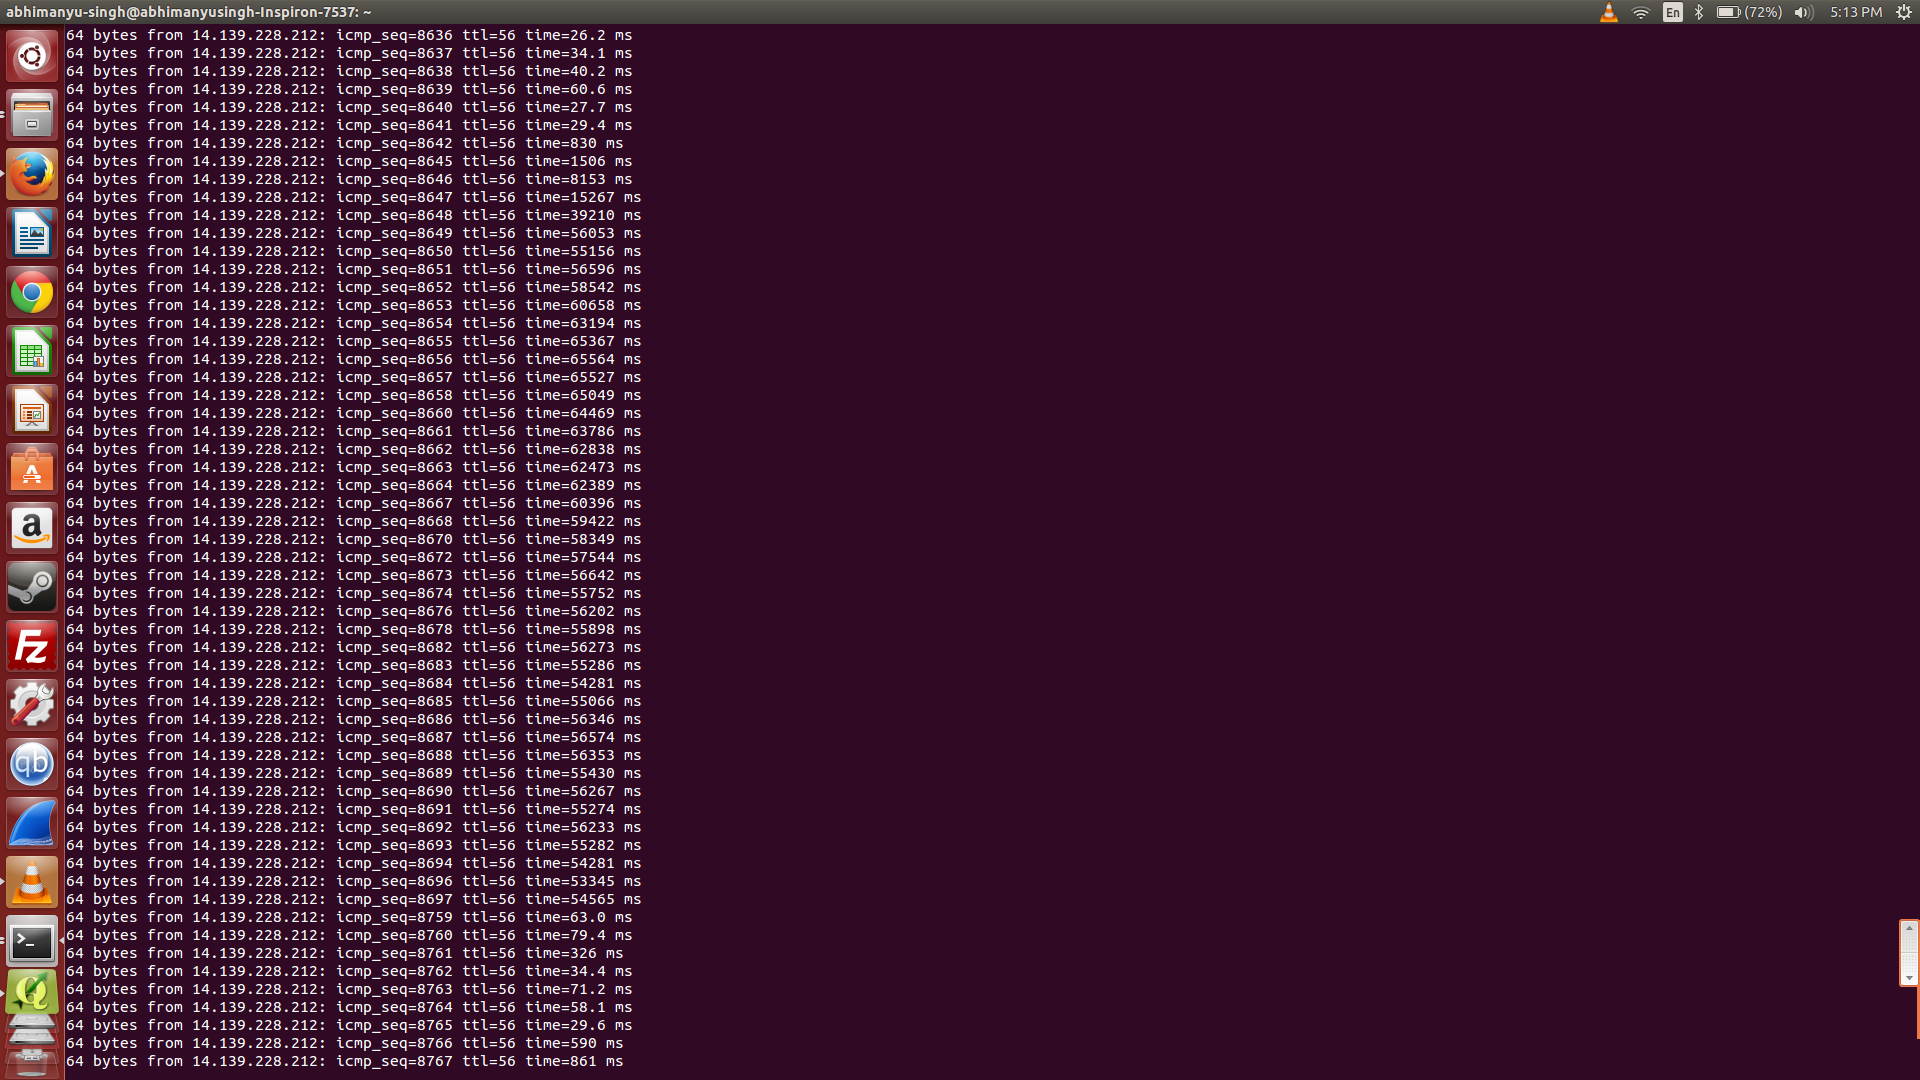 abhimanyu-singh@abhimanyusingh-Inspiron-7537: ~
En (72%) 5:13 PM
64 bytes from 14.139.228.212: icmp_seq=8636 ttl=56 time=26.2 ms
64 bytes from 14.139.228.212: icmp_seq=8637 ttl=56 time=34.1 ms
64 bytes from 14.139.228.212: icmp_seq=8638 ttl=56 time=40.2 ms
64 bytes from 14.139.228.212: icmp_seq=8639 ttl=56 time=60.6 ms
64 bytes from 14.139.228.212: icmp_seq=8640 ttl=56 time=27.7 ms
64 bytes from 14.139.228.212: icmp_seq=8641 ttl=56 time=29.4 ms
64 bytes from 14.139.228.212: icmp_seq=8642 ttl=56 time=830 ms
64 bytes from 14.139.228.212: icmp_seq=8645 ttl=56 time=1506 ms
64 bytes from 14.139.228.212: icmp_seq=8646 ttl=56 time=8153 ms
64 bytes from 14.139.228.212: icmp_seq=8647 ttl=56 time=15267 ms
64 bytes from 14.139.228.212: icmp_seq=8648 ttl=56 time=39210 ms
64 bytes from 14.139.228.212: icmp_seq=8649 ttl=56 time=56053 ms
64 bytes from 14.139.228.212: icmp_seq=8650 ttl=56 time=55156 ms
64 bytes from 14.139.228.212: icmp_seq=8651 ttl=56 time=56596 ms
64 bytes from 14.139.228.212: icmp_seq=8652 ttl=56 time=58542 ms
64 bytes from 14.139.228.212: icmp_seq=8653 ttl=56 time=60658 ms
64 bytes from 14.139.228.212: icmp_seq=8654 ttl=56 time=63194 ms
64 bytes from 14.139.228.212: icmp_seq=8655 ttl=56 time=65367 ms
64 bytes from 14.139.228.212: icmp_seq=8656 ttl=56 time=65564 ms
64 bytes from 14.139.228.212: icmp_seq=8657 ttl=56 time=65527 ms
64 bytes from 14.139.228.212: icmp_seq=8658 ttl=56 time=65049 ms
64 bytes from 14.139.228.212: icmp_seq=8660 ttl=56 time=64469 ms
64 bytes from 14.139.228.212: icmp_seq=8661 ttl=56 time=63786 ms
64 bytes from 14.139.228.212: icmp_seq=8662 ttl=56 time=62838 ms
64 bytes from 14.139.228.212: icmp_seq=8663 ttl=56 time=62473 ms
64 bytes from 14.139.228.212: icmp_seq=8664 ttl=56 time=62389 ms
64 bytes from 14.139.228.212: icmp_seq=8667 ttl=56 time=60396 ms
64 bytes from 14.139.228.212: icmp_seq=8668 ttl=56 time=59422 ms
64 bytes from 14.139.228.212: icmp_seq=8670 ttl=56 time=58349 ms
64 bytes from 14.139.228.212: icmp_seq=8672 ttl=56 time=57544 ms
64 bytes from 14.139.228.212: icmp_seq=8673 ttl=56 time=56642 ms
64 bytes from 14.139.228.212: icmp_seq=8674 ttl=56 time=55752 ms
64 bytes from 14.139.228.212: icmp_seq=8676 ttl=56 time=56202 ms
64 bytes from 14.139.228.212: icmp_seq=8678 ttl=56 time=55898 ms
64 bytes from 14.139.228.212: icmp_seq=8682 ttl=56 time=56273 ms
64 bytes from 14.139.228.212: icmp_seq=8683 ttl=56 time=55286 ms
64 bytes from 14.139.228.212: icmp_seq=8684 ttl=56 time=54281 ms
64 bytes from 14.139.228.212: icmp_seq=8685 ttl=56 time=55066 ms
64 bytes from 14.139.228.212: icmp_seq=8686 ttl=56 time=56346 ms
64 bytes from 14.139.228.212: icmp_seq=8687 ttl=56 time=56574 ms
64 bytes from 14.139.228.212: icmp_seq=8688 ttl=56 time=56353 ms
64 bytes from 14.139.228.212: icmp_seq=8689 ttl=56 time=55430 ms
64 bytes from 14.139.228.212: icmp_seq=8690 ttl=56 time=56267 ms
64 bytes from 14.139.228.212: icmp_seq=8691 ttl=56 time=55274 ms
64 bytes from 14.139.228.212: icmp_seq=8692 ttl=56 time=56233 ms
64 bytes from 14.139.228.212: icmp_seq=8693 ttl=56 time=55282 ms
64 bytes from 14.139.228.212: icmp_seq=8694 ttl=56 time=54281 ms
64 bytes from 14.139.228.212: icmp_seq=8696 ttl=56 time=53345 ms
64 bytes from 14.139.228.212: icmp_seq=8697 ttl=56 time=54565 ms
64 bytes from 14.139.228.212: icmp_seq=8759 ttl=56 time=63.0 ms
64 bytes from 14.139.228.212: icmp_seq=8760 ttl=56 time=79.4 ms
64 bytes from 14.139.228.212: icmp_seq=8761 ttl=56 time=326 ms
64 bytes from 14.139.228.212: icmp_seq=8762 ttl=56 time=34.4 ms
64 bytes from 14.139.228.212: icmp_seq=8763 ttl=56 time=71.2 ms
64 bytes from 14.139.228.212: icmp_seq=8764 ttl=56 time=58.1 ms
64 bytes from 14.139.228.212: icmp_seq=8765 ttl=56 time=29.6 ms
64 bytes from 14.139.228.212: icmp_seq=8766 ttl=56 time=590 ms
64 bytes from 14.139.228.212: icmp_seq=8767 ttl=56 time=861 ms